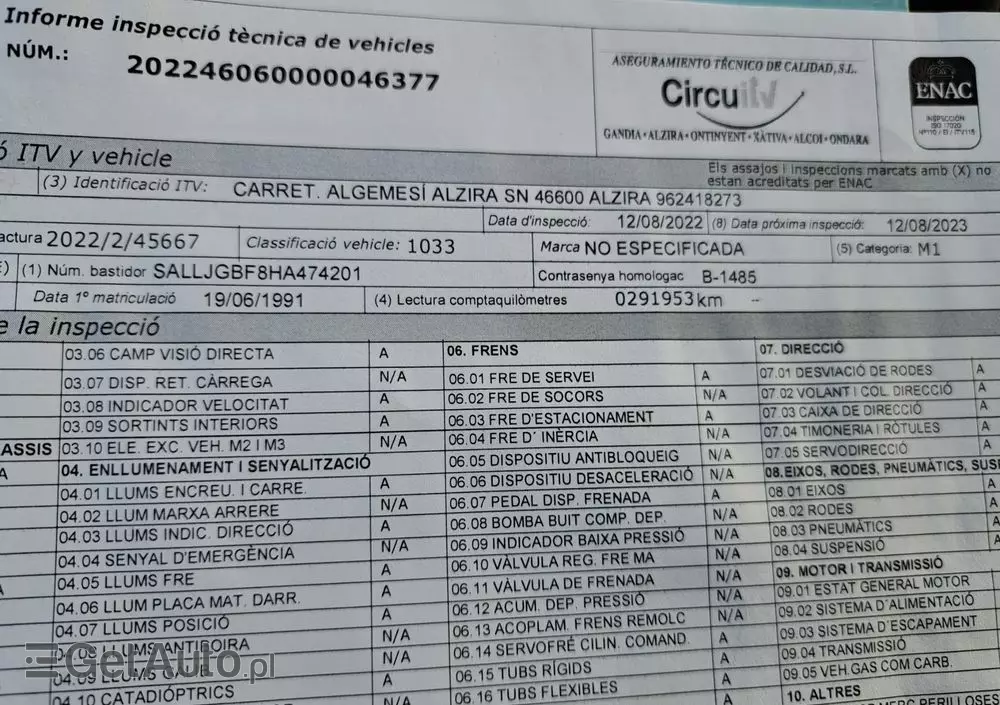 Informe inspecció tècnica de vehicles
NÚM.: 202246060000046377
ASEGURAMIENTO TÉCNICO DE CALIDAD, S.L.
Circuitv
GANDIA • ALZIRA • ONTINYENT • XÀTIVA • ALCOI • ONDARA
ENAC
INSPECCIÓN
ó ITV y vehicle
Els assajos i inspeccions marcats amb (X) no
estan acreditats per ENAC
(3) Identificació ITV: CARRET. ALGEMESÍ ALZIRA SN 46600 ALZIRA 962418273
Data d'inspecció: 12/08/2022 (8) Data pròxima inspecció: 12/08/2023
actura 2022/2/45667 Classificació vehicle: 1033 Marca NO ESPECIFICADA (5) Categoria: M1
E) (1) Núm. bastidor SALLJGBF8HA474201 Contrasenya homologac B-1485
Data 1º matriculació 19/06/1991 (4) Lectura comptaquilòmetres 0291953km --
e la inspecció
03.06 CAMP VISIÓ DIRECTA A 06. FRENS 07. DIRECCIÓ
03.07 DISP. RET. CÀRREGA N/A 06.01 FRE DE SERVEI A 07.01 DESVIACIÓ DE RODES A
03.08 INDICADOR VELOCITAT A 06.02 FRE DE SOCORS N/A 07.02 VOLANT I COL. DIRECCIÓ A
03.09 SORTINTS INTERIORS A 06.03 FRE D'ESTACIONAMENT A 07.03 CAIXA DE DIRECCIÓ A
ASSIS 03.10 ELE. EXC. VEH. M2 I M3 N/A 06.04 FRE D´ INÈRCIA N/A 07.04 TIMONERIA I RÒTULES A
A 04. ENLLUMENAMENT I SENYALITZACIÓ 06.05 DISPOSITIU ANTIBLOQUEIG N/A 07.05 SERVODIRECCIÓ A
04.01 LLUMS ENCREU. I CARRE. A 06.06 DISPOSITIU DESACELERACIÓ N/A 08.EIXOS, RODES, PNEUMÀTICS, SUS
04.02 LLUM MARXA ARRERE N/A 06.07 PEDAL DISP. FRENADA A 08.01 EIXOS A
04.03 LLUMS INDIC. DIRECCIÓ A 06.08 BOMBA BUIT COMP. DEP. N/A 08.02 RODES A
04.04 SENYAL D'EMERGÈNCIA N/A 06.09 INDICADOR BAIXA PRESSIÓ N/A 08.03 PNEUMÀTICS A
04.05 LLUMS FRE A 06.10 VÀLVULA REG. FRE MA N/A 08.04 SUSPENSIÓ A
04.06 LLUM PLACA MAT. DARR. A 06.11 VÀLVULA DE FRENADA N/A 09. MOTOR I TRANSMISSIÓ
04.07 LLUMS POSICIÓ A 06.12 ACUM. DEP. PRESSIÓ N/A 09.01 ESTAT GENERAL MOTOR
LLUMS ANTIBOIRA N/A 06.13 ACOPLAM. FRENS REMOLC N/A 09.02 SISTEMA D´ALIMENTACIÓ
N/A 06.14 SERVOFRÉ CILIN. COMAND. A 09.03 SISTEMA D´ESCAPAMENT
04.10 CATADIÒPTRICS A 06.15 TUBS RÍGIDS A 09.04 TRANSMISSIÓ
N/A 06.16 TUBS FLEXIBLES A 09.05 VEH.GAS COM CARB.
10. ALTRES
GetAuto.pl